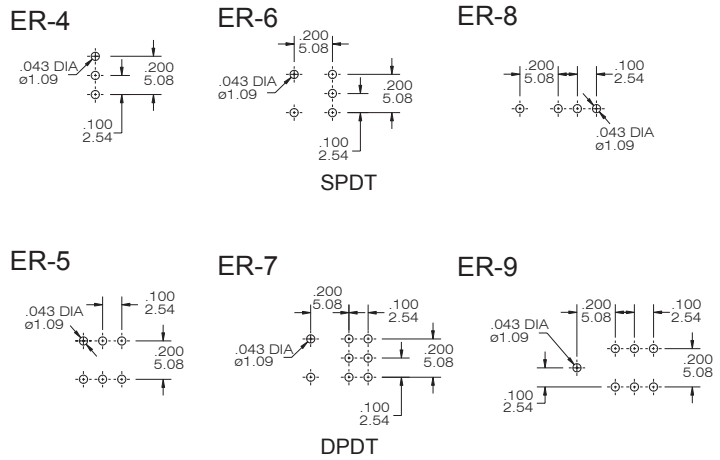 ER-4
.043 DIA
ø1.09
.200
5.08
.100
2.54
ER-6
.200
5.08
.043 DIA
ø1.09
.200
5.08
.100
2.54
SPDT
ER-8
.200
5.08
.100
2.54
.043 DIA
ø1.09
ER-5
.043 DIA
ø1.09
.100
2.54
.200
5.08
ER-7
.200
5.08
.100
2.54
.043 DIA
ø1.09
.200
5.08
.100
2.54
DPDT
ER-9
.200
5.08
.100
2.54
.043 DIA
ø1.09
.200
5.08
.100
2.54